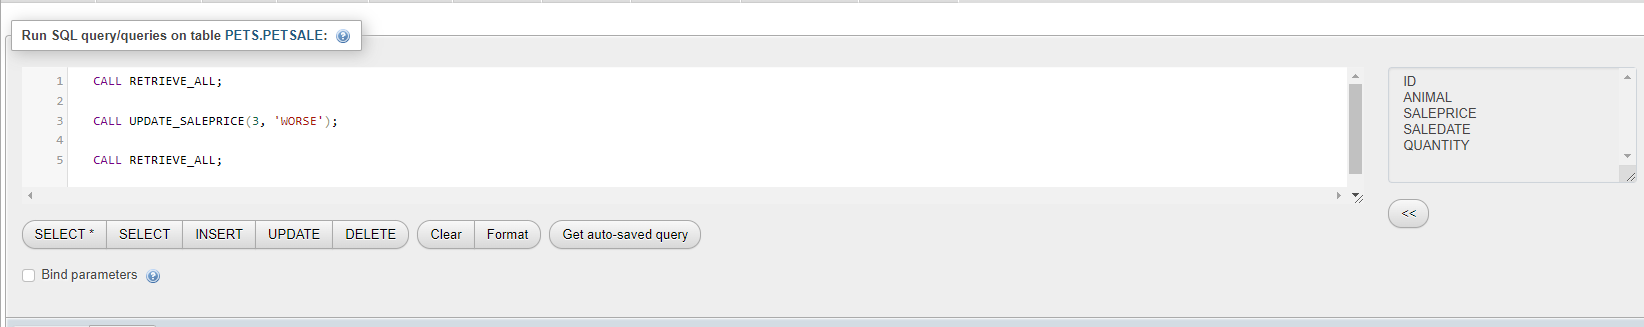 Run SQL query/queries on table PETS.PETSALE:
1 CALL RETRIEVE_ALL;
2
3 CALL UPDATE_SALEPRICE(3, 'WORSE');
4
5 CALL RETRIEVE_ALL;
ID
ANIMAL
SALEPRICE
SALEDATE
QUANTITY
<<
SELECT * SELECT INSERT UPDATE DELETE Clear Format Get auto-saved query
Bind parameters